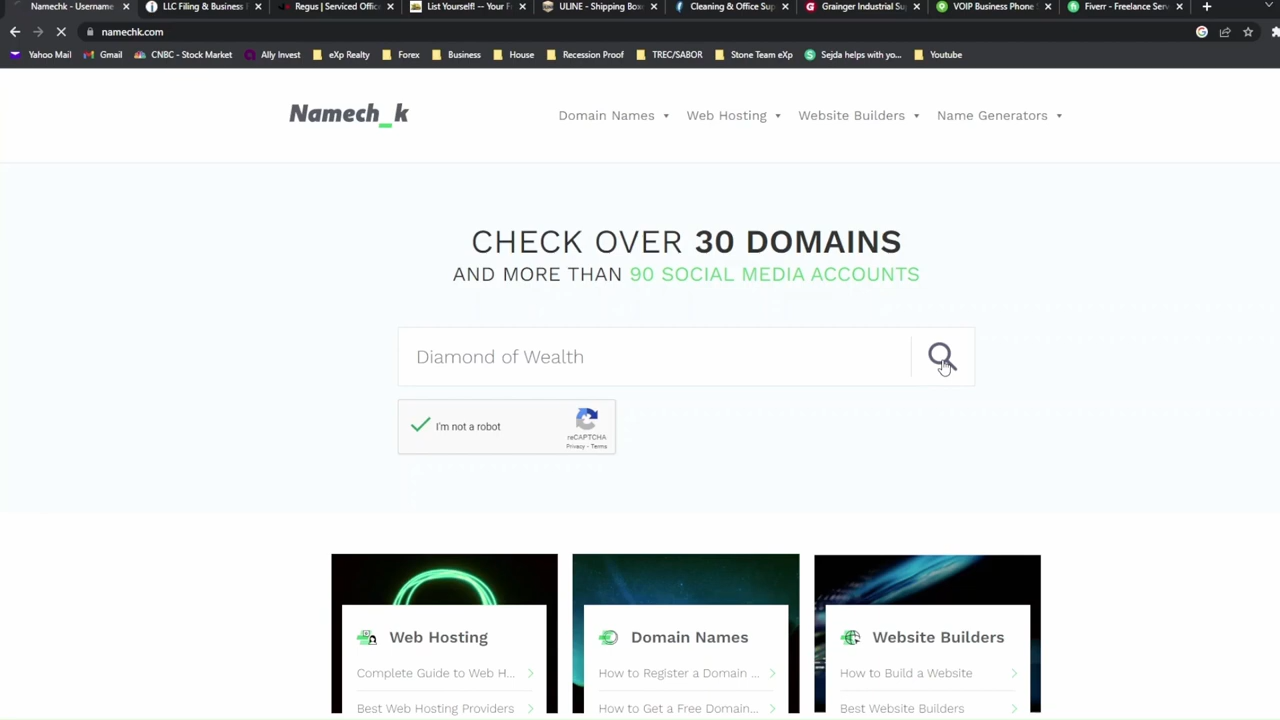 Namechk - Username
LLC Filing & Business
Regus | Serviced Offic
List Yourself! -- Your F
ULINE - Shipping Box
Cleaning & Office Sup
Grainger Industrial Sup
VOIP Business Phone S
Fiverr - Freelance Serv
namechk.com
Yahoo Mail
Gmail
CNBC - Stock Market
Ally Invest
eXp Realty
Forex
Business
House
Recession Proof
TREC/SABOR
Stone Team eXp
Sejda helps with yo...
Youtube
Namech_k
Domain Names
Web Hosting
Website Builders
Name Generators
CHECK OVER 30 DOMAINS
AND MORE THAN 90 SOCIAL MEDIA ACCOUNTS
Diamond of Wealth
I'm not a robot
reCAPTCHA
Privacy - Terms
Web Hosting
Complete Guide to Web H...
Best Web Hosting Providers
Domain Names
How to Register a Domain ...
How to Get a Free Domain...
Website Builders
How to Build a Website
Best Website Builders